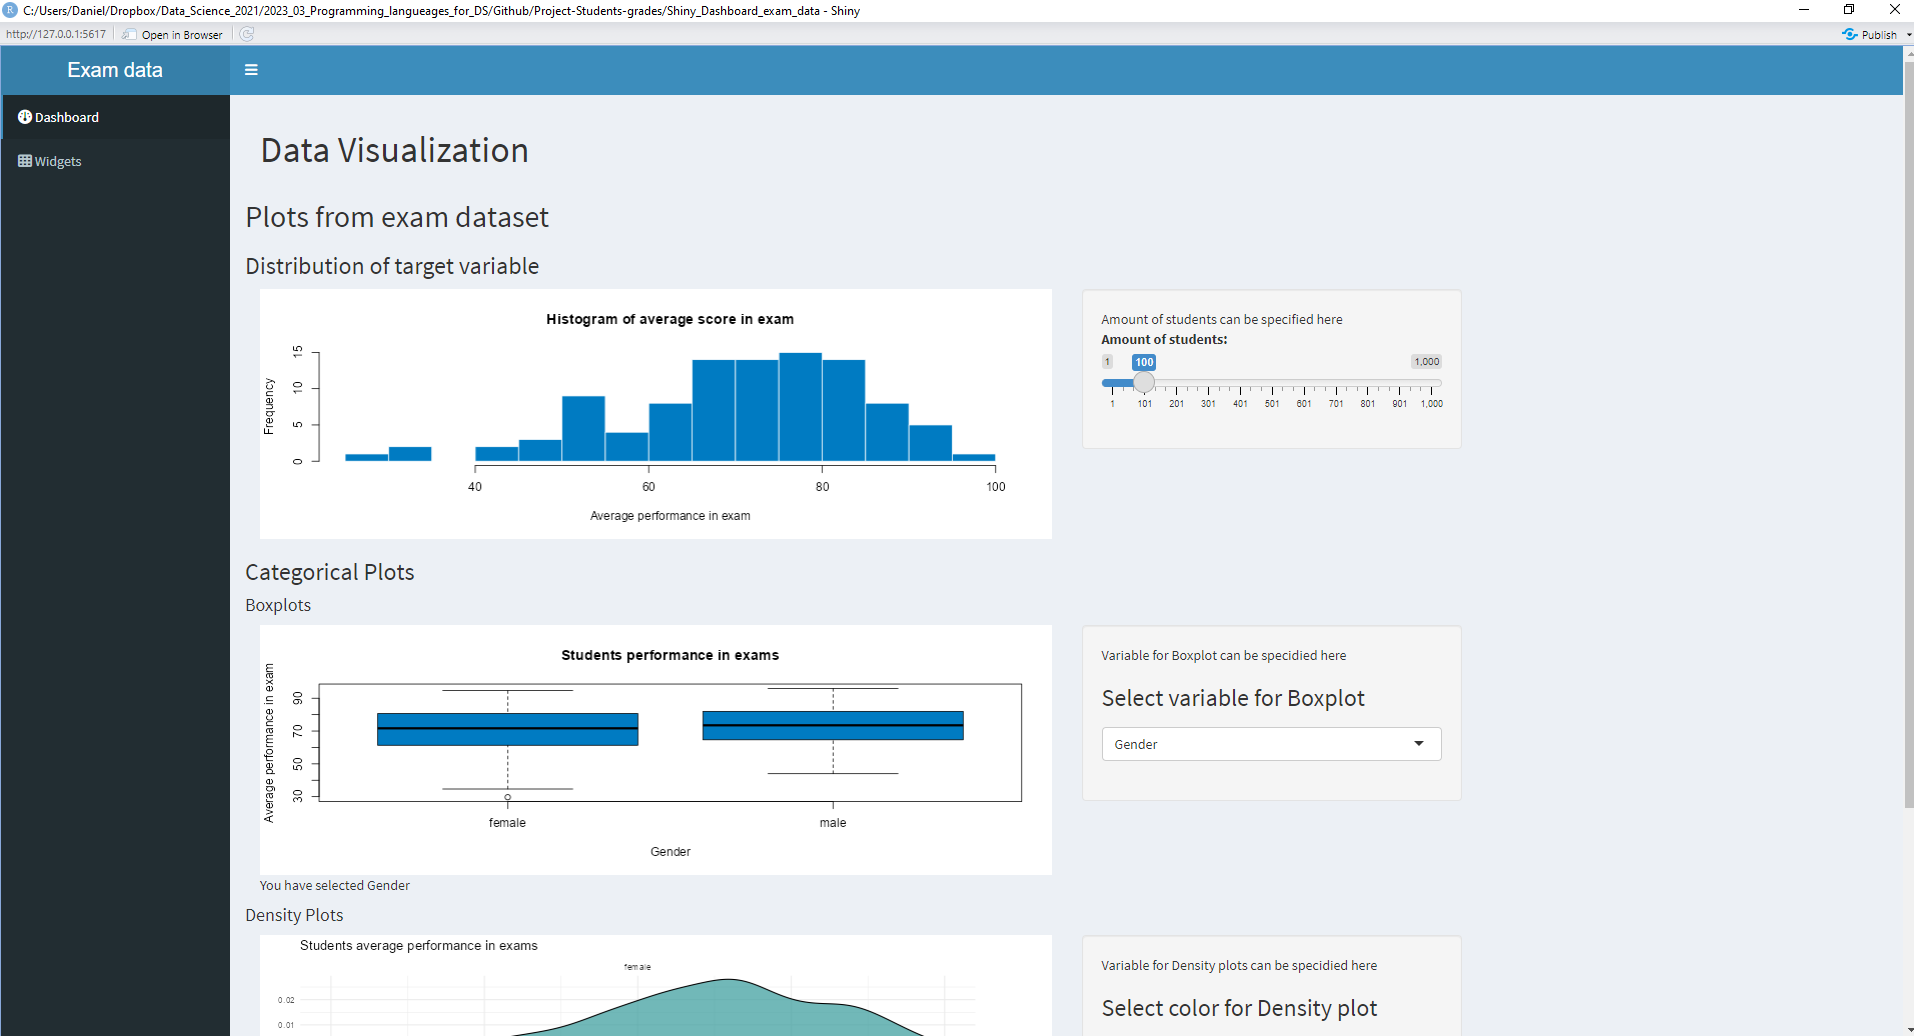 C:/Users/Daniel/Dropbox/Data_Science_2021/2023_03_Programming_langueages_for_DS/Github/Project-Students-grades/Shiny_Dashboard_exam_data - Shiny
http://127.0.0.1:5617 Open in Browser Publish
Exam data
Dashboard
Widgets
Data Visualization
Plots from exam dataset
Distribution of target variable
Histogram of average score in exam
Frequency
15
10
5
0
40 60 80 100
Average performance in exam
Amount of students can be specified here
Amount of students:
1 100 1,000
1 101 201 301 401 501 601 701 801 901 1,000
Categorical Plots
Boxplots
Students performance in exams
Average performance in exam
90
70
50
30
female male
Gender
Variable for Boxplot can be specidied here
Select variable for Boxplot
Gender
You have selected Gender
Density Plots
Students average performance in exams
female
0.02
0.01
Variable for Density plots can be specidied here
Select color for Density plot